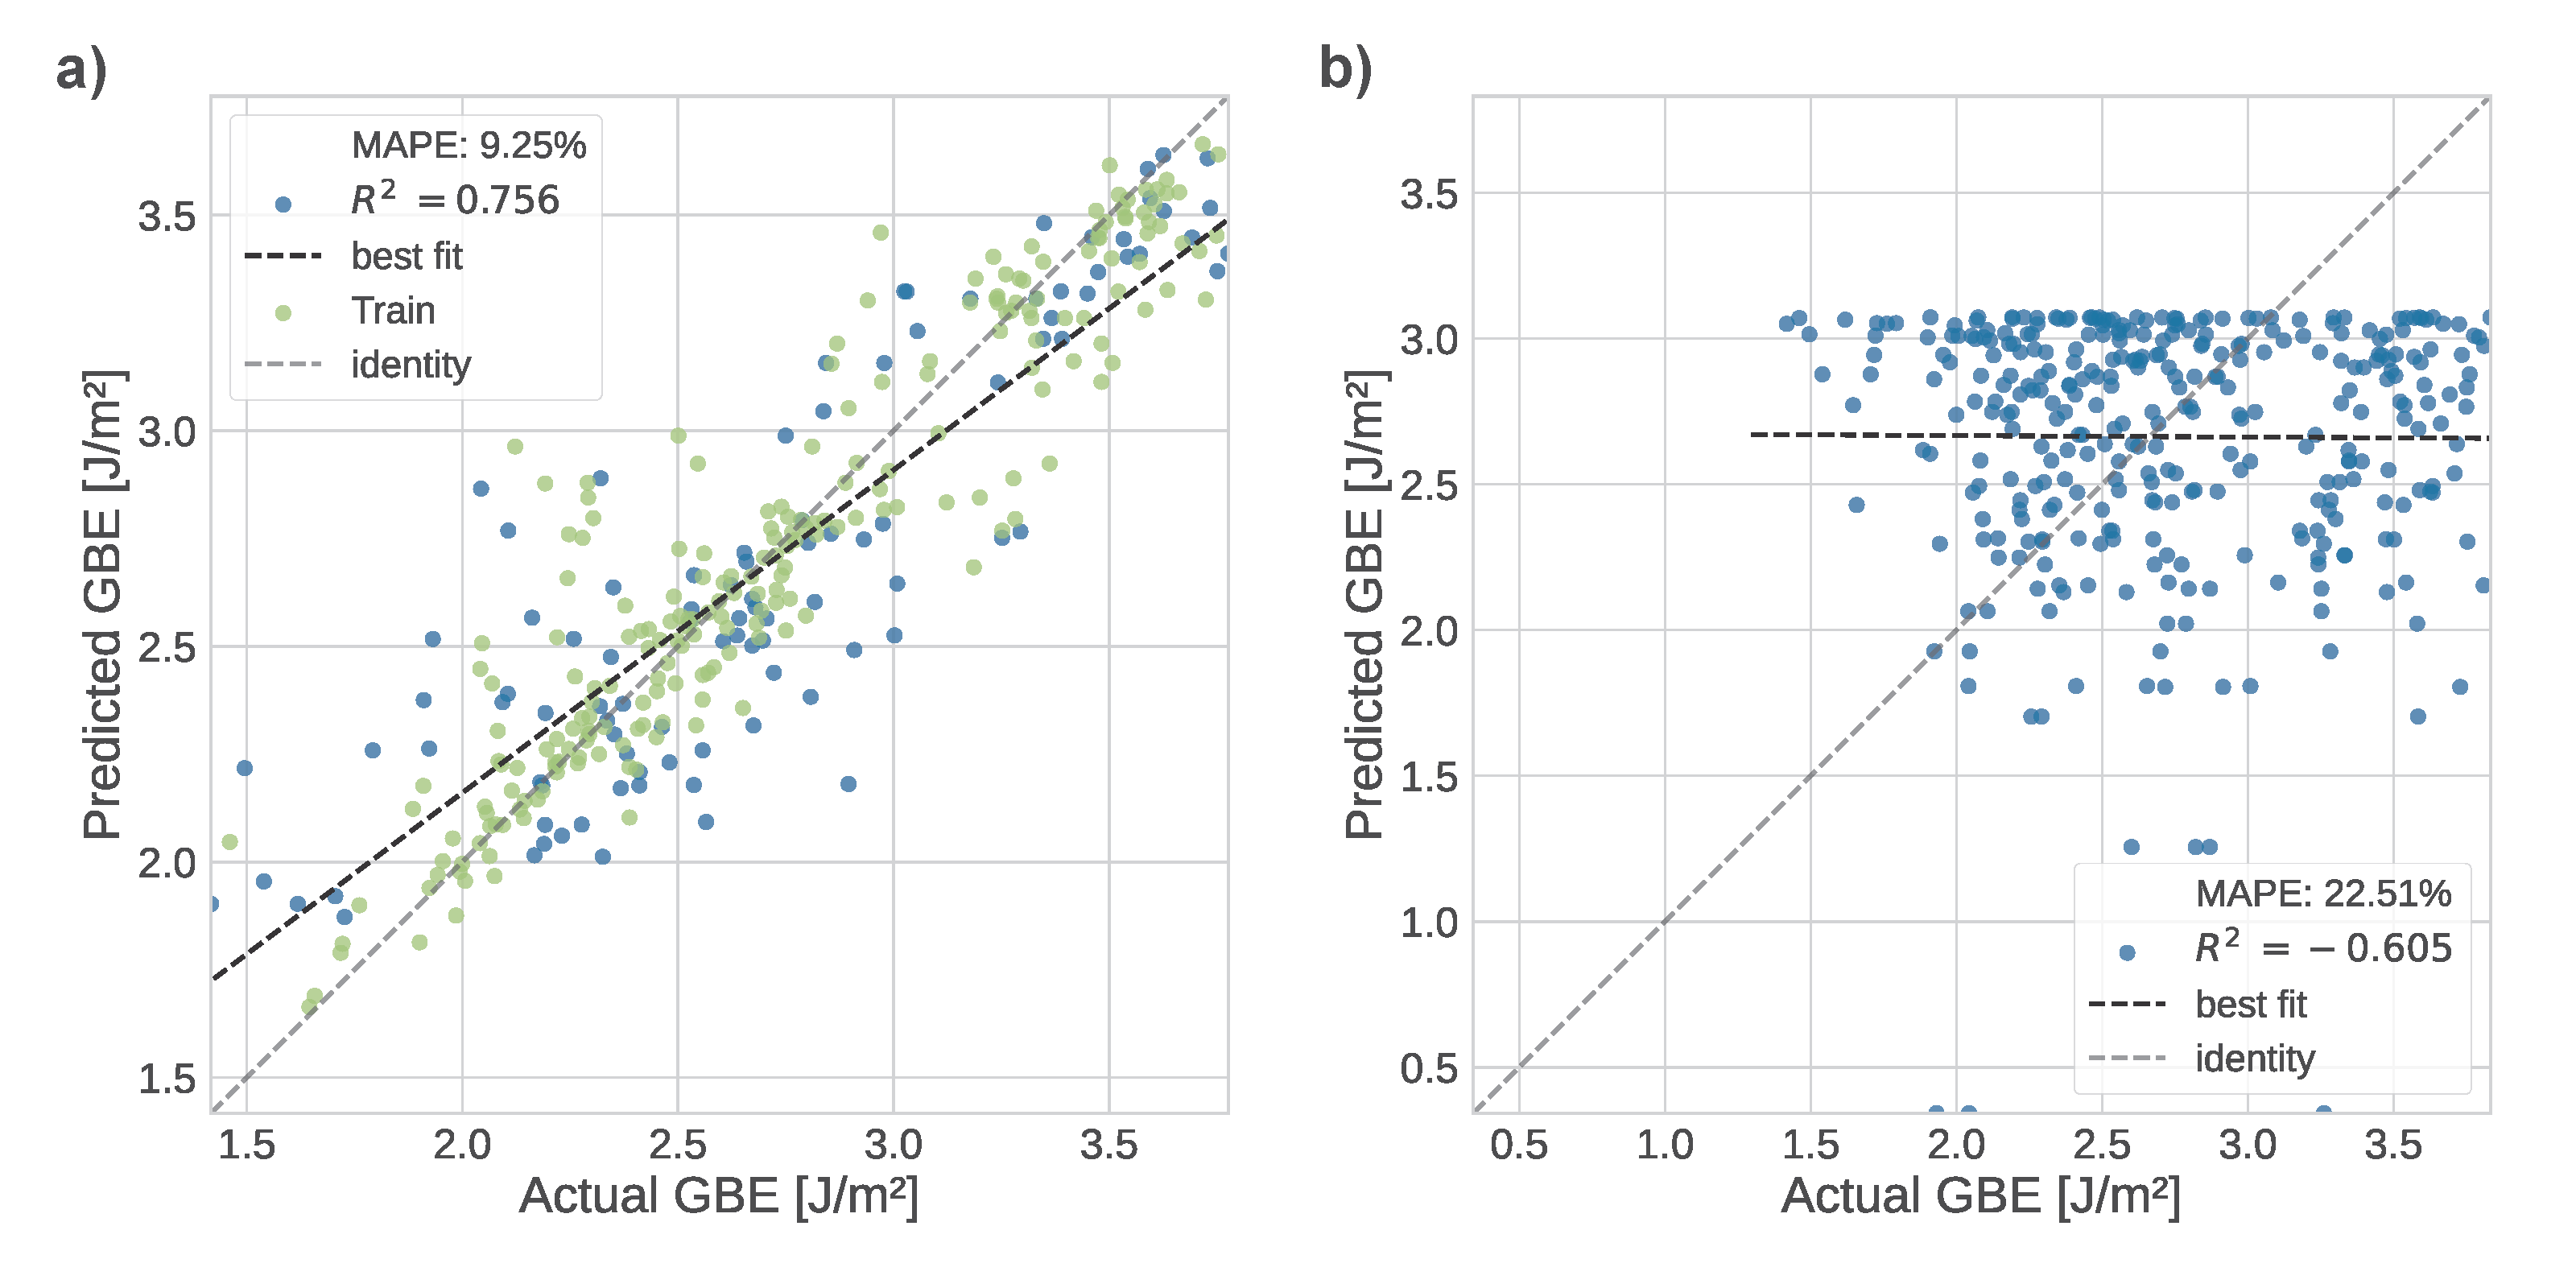 a)
MAPE: 9.25%
R² = 0.756
best fit
Train
identity
3.5
3.0
2.5
2.0
1.5
Predicted GBE [J/m²]
1.5 2.0 2.5 3.0 3.5
Actual GBE [J/m²]
b)
3.5
3.0
2.5
2.0
1.5
1.0
0.5
Predicted GBE [J/m²]
MAPE: 22.51%
R² = −0.605
best fit
identity
0.5 1.0 1.5 2.0 2.5 3.0 3.5
Actual GBE [J/m²]